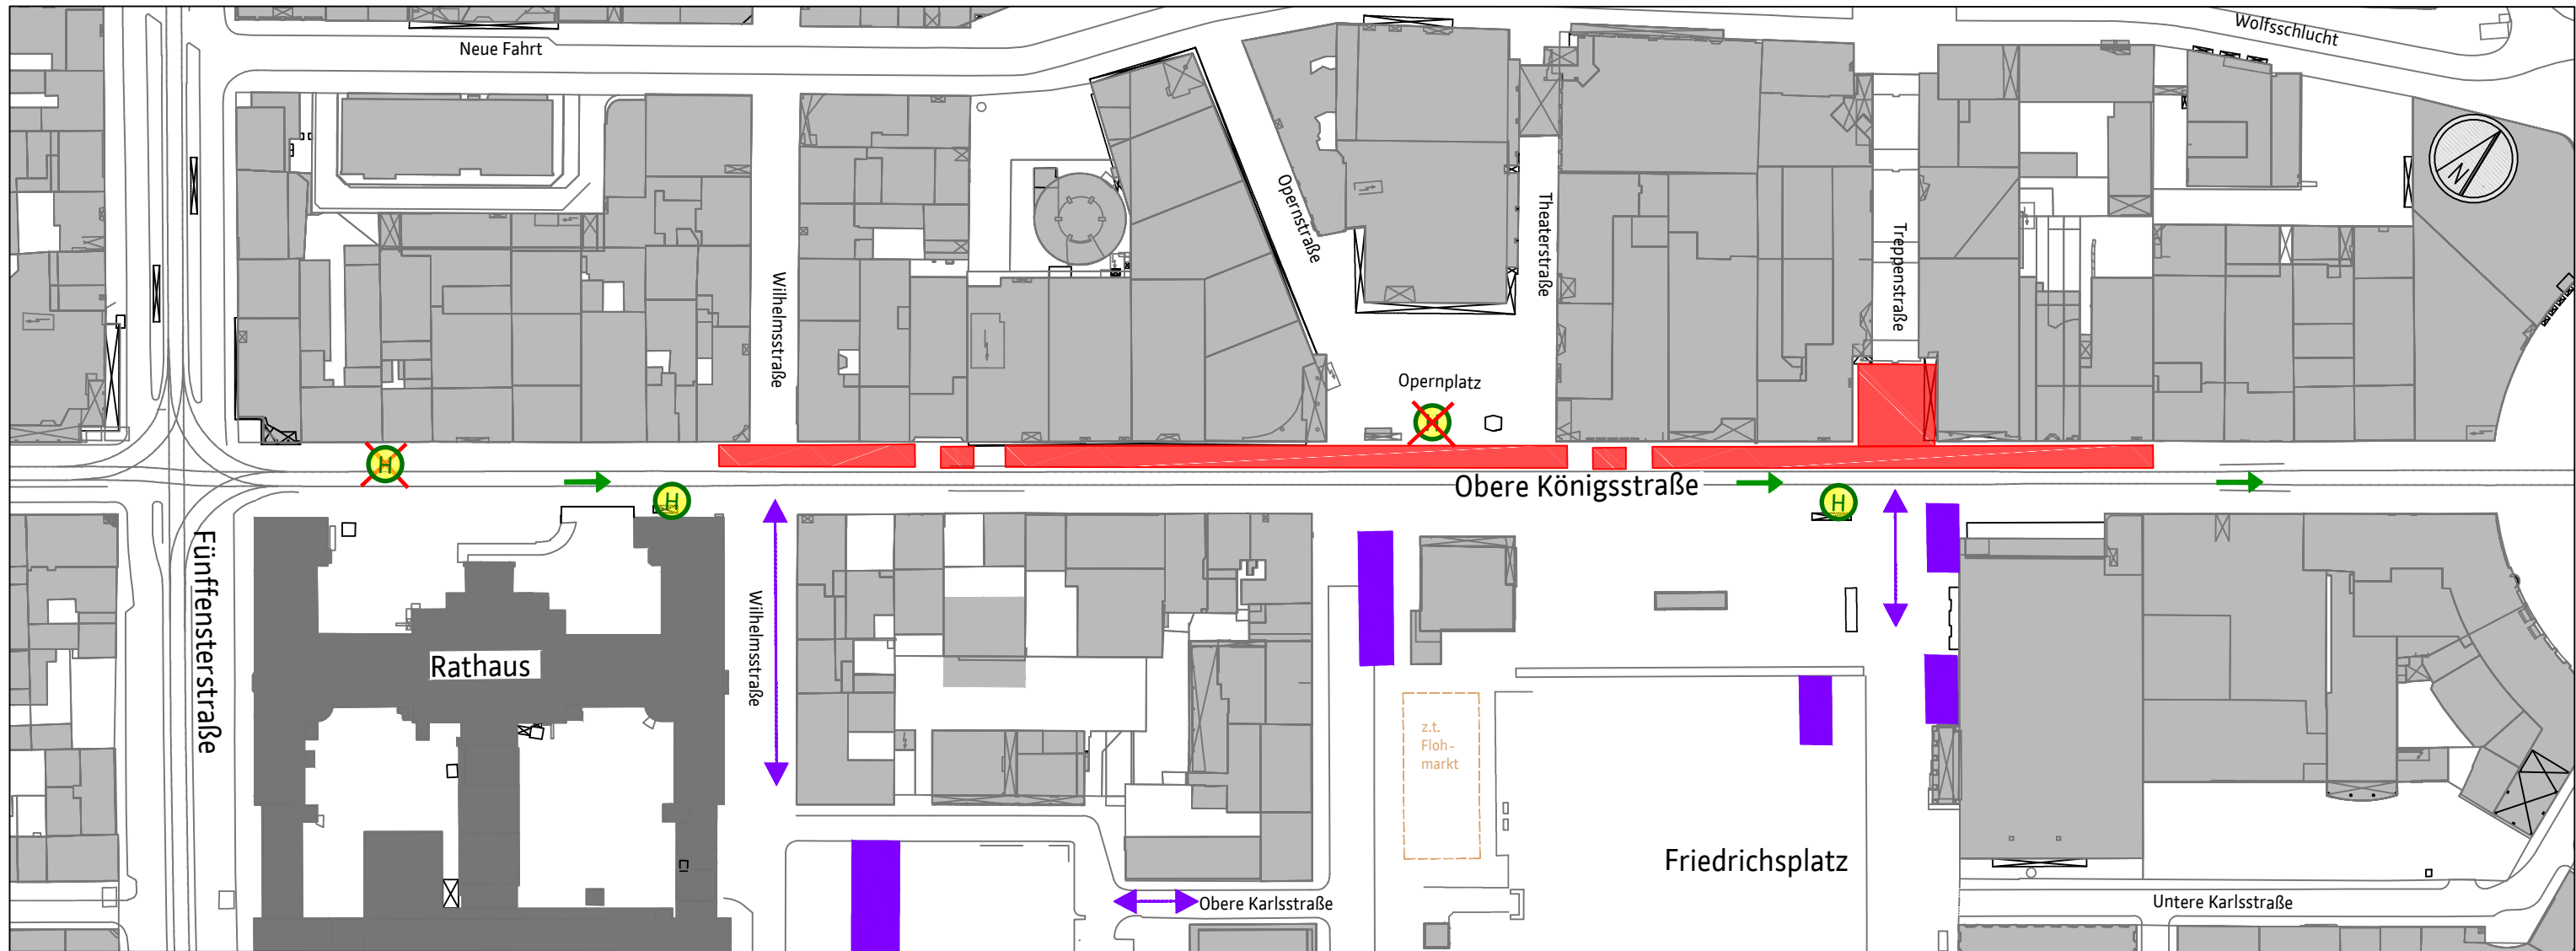 Neue Fahrt
Wolfsschlucht
N
Opernstraße
Theaterstraße
Treppenstraße
Wilhelmsstraße
Opernplatz
H
H
H
H
Obere Königsstraße
Fünffensterstraße
Wilhelmsstraße
Rathaus
z.t.
Floh-
markt
Friedrichsplatz
Obere Karlsstraße
Untere Karlsstraße